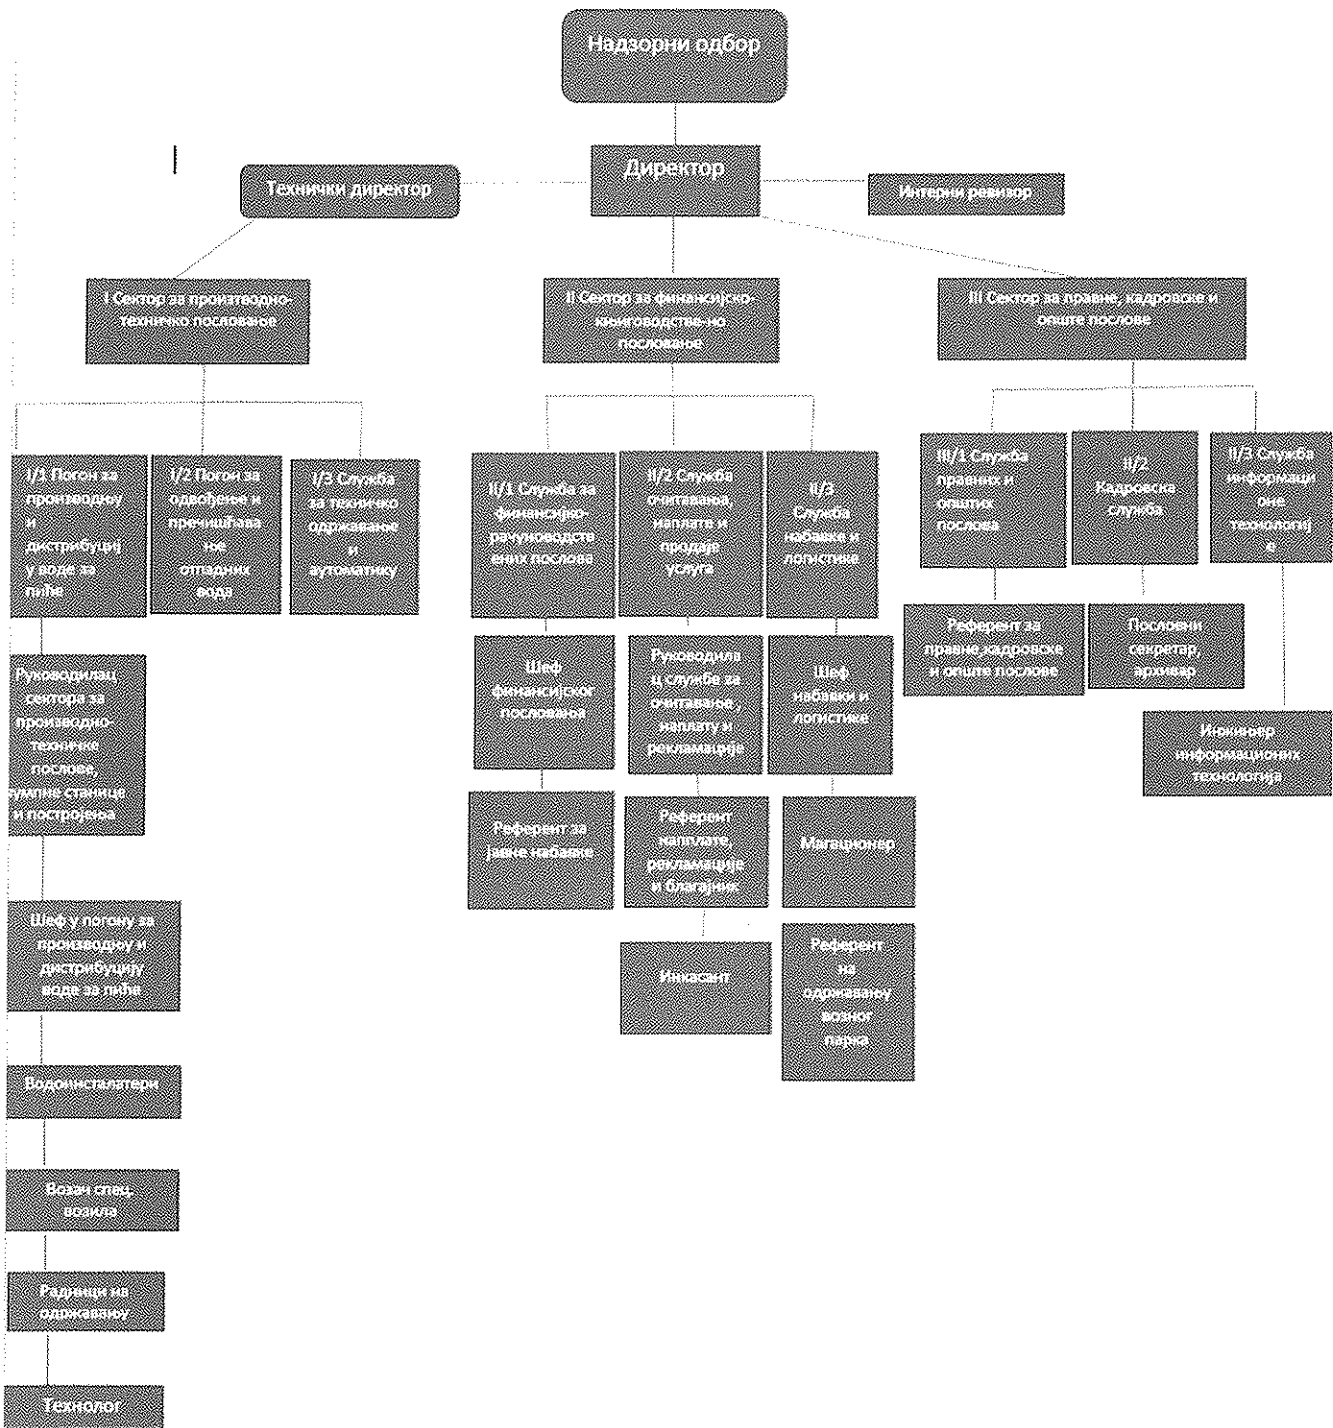 Надзорни одбор
Директор
Технички директор
Интерни ревизор
I Сектор за производно-
техничко пословање
II Сектор за финансијско-
књиговодстве-но
пословање
III Сектор за правне, кадровске и
опште послове
I/1 Погон за
производњу
и
дистрибуциј
у воде за
пиће
I/2 Погон за
одвођење и
пречишћава
ње
отпадних
вода
I/3 Служба
за техничко
одржавање
и
аутоматику
II/1 Служба за
финансијко-
рачуноводств
ених послова
II/2 Служба
очитавања,
наплате и
продаје
услуга
II/3
Служба
набавке и
логистике
III/1 Служба
правних и
општих
послова
II/2
Кадровска
служба
II/3 Служба
информаци
оне
технологиј
е
Руководилац
сектора за
производно-
техничке
послове,
умпне станице
и постројења
Шеф
финансијског
пословања
Руководила
ц службе за
очитавање ,
наплату и
рекламације
Шеф
набавки и
логистике
Референт за
правне,кадровске
и опште послове
Пословни
секретар,
архивар
Инжињер
информационих
технологија
Референт за
јавне набавке
Референт
наплате,
рекламације
и благајник
Магационер
Шеф у погону за
производњу и
дистрибуцију
воде за пиће
Инкасант
Референт
на
одржавању
возног
парка
Водоинсталатери
Возач спец.
возила
Радници на
одржавању
Технолог